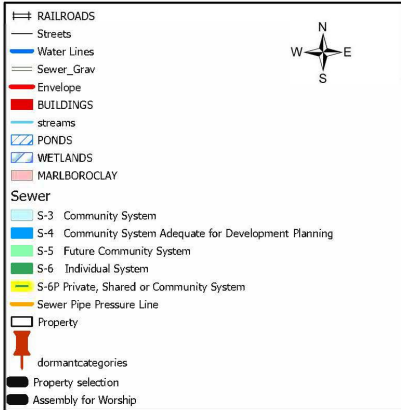 RAILROADS
Streets
Water Lines
Sewer_Grav
Envelope
BUILDINGS
streams
PONDS
WETLANDS
MARLBOROCLAY
Sewer
S-3 Community System
S-4 Community System Adequate for Development Planning
S-5 Future Community System
S-6 Individual System
S-6P Private, Shared or Community System
Sewer Pipe Pressure Line
Property
dormantcategories
Property selection
Assembly for Worship
N
W E
S